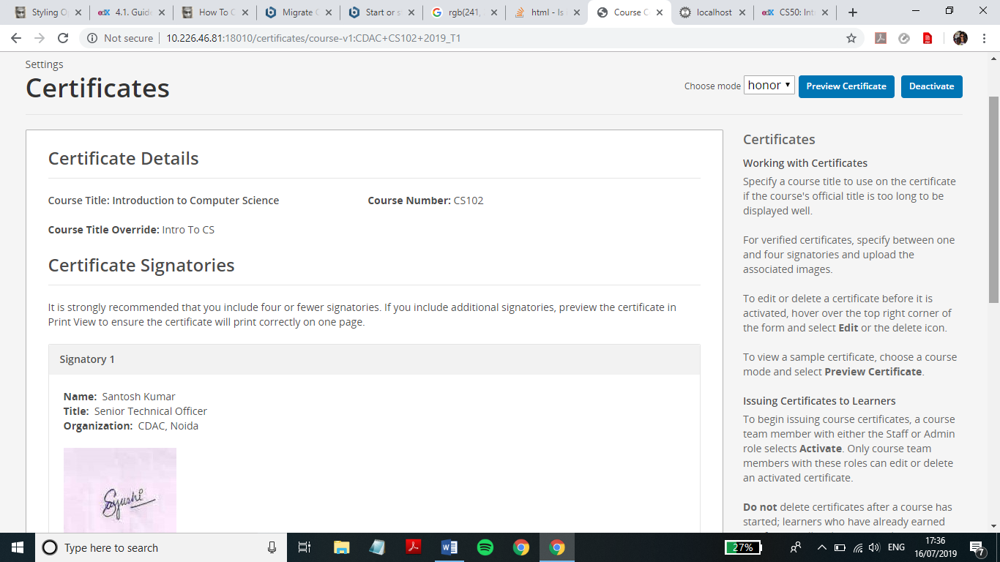 Styling Op
4.1. Guid
How To C
Migrate C
Start or s
rgb(241,
html - Is
Course C
localhost
CS50: Int
Not secure
10.226.46.81:18010/certificates/course-v1:CDAC+CS102+2019_T1
Settings
Certificates
Choose mode honor Preview Certificate Deactivate
Certificate Details
Course Title: Introduction to Computer Science Course Number: CS102
Course Title Override: Intro To CS
Certificate Signatories
It is strongly recommended that you include four or fewer signatories. If you include additional signatories, preview the certificate in
Print View to ensure the certificate will print correctly on one page.
Signatory 1
Name: Santosh Kumar
Title: Senior Technical Officer
Organization: CDAC, Noida
Sayushi
Certificates
Working with Certificates
Specify a course title to use on the certificate
if the course's official title is too long to be
displayed well.
For verified certificates, specify between one
and four signatories and upload the
associated images.
To edit or delete a certificate before it is
activated, hover over the top right corner of
the form and select Edit or the delete icon.
To view a sample certificate, choose a course
mode and select Preview Certificate.
Issuing Certificates to Learners
To begin issuing course certificates, a course
team member with either the Staff or Admin
role selects Activate. Only course team
members with these roles can edit or delete
an activated certificate.
Do not delete certificates after a course has
started; learners who have already earned
Type here to search
27%
ENG
17:36
16/07/2019
7